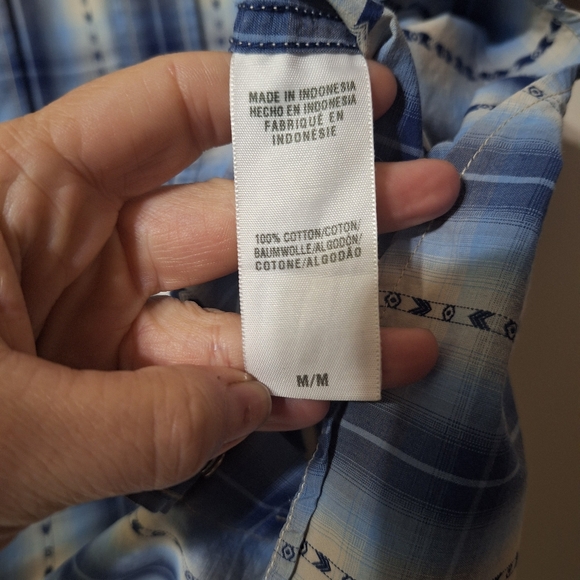 MADE IN INDONESIA
HECHO EN INDONESIA
FABRIQUÉ EN
INDONÉSIE
100% COTTON/COTON/
BAUMWOLLE/ALGODÓN/
COTONE/ALGODÃO
M/M